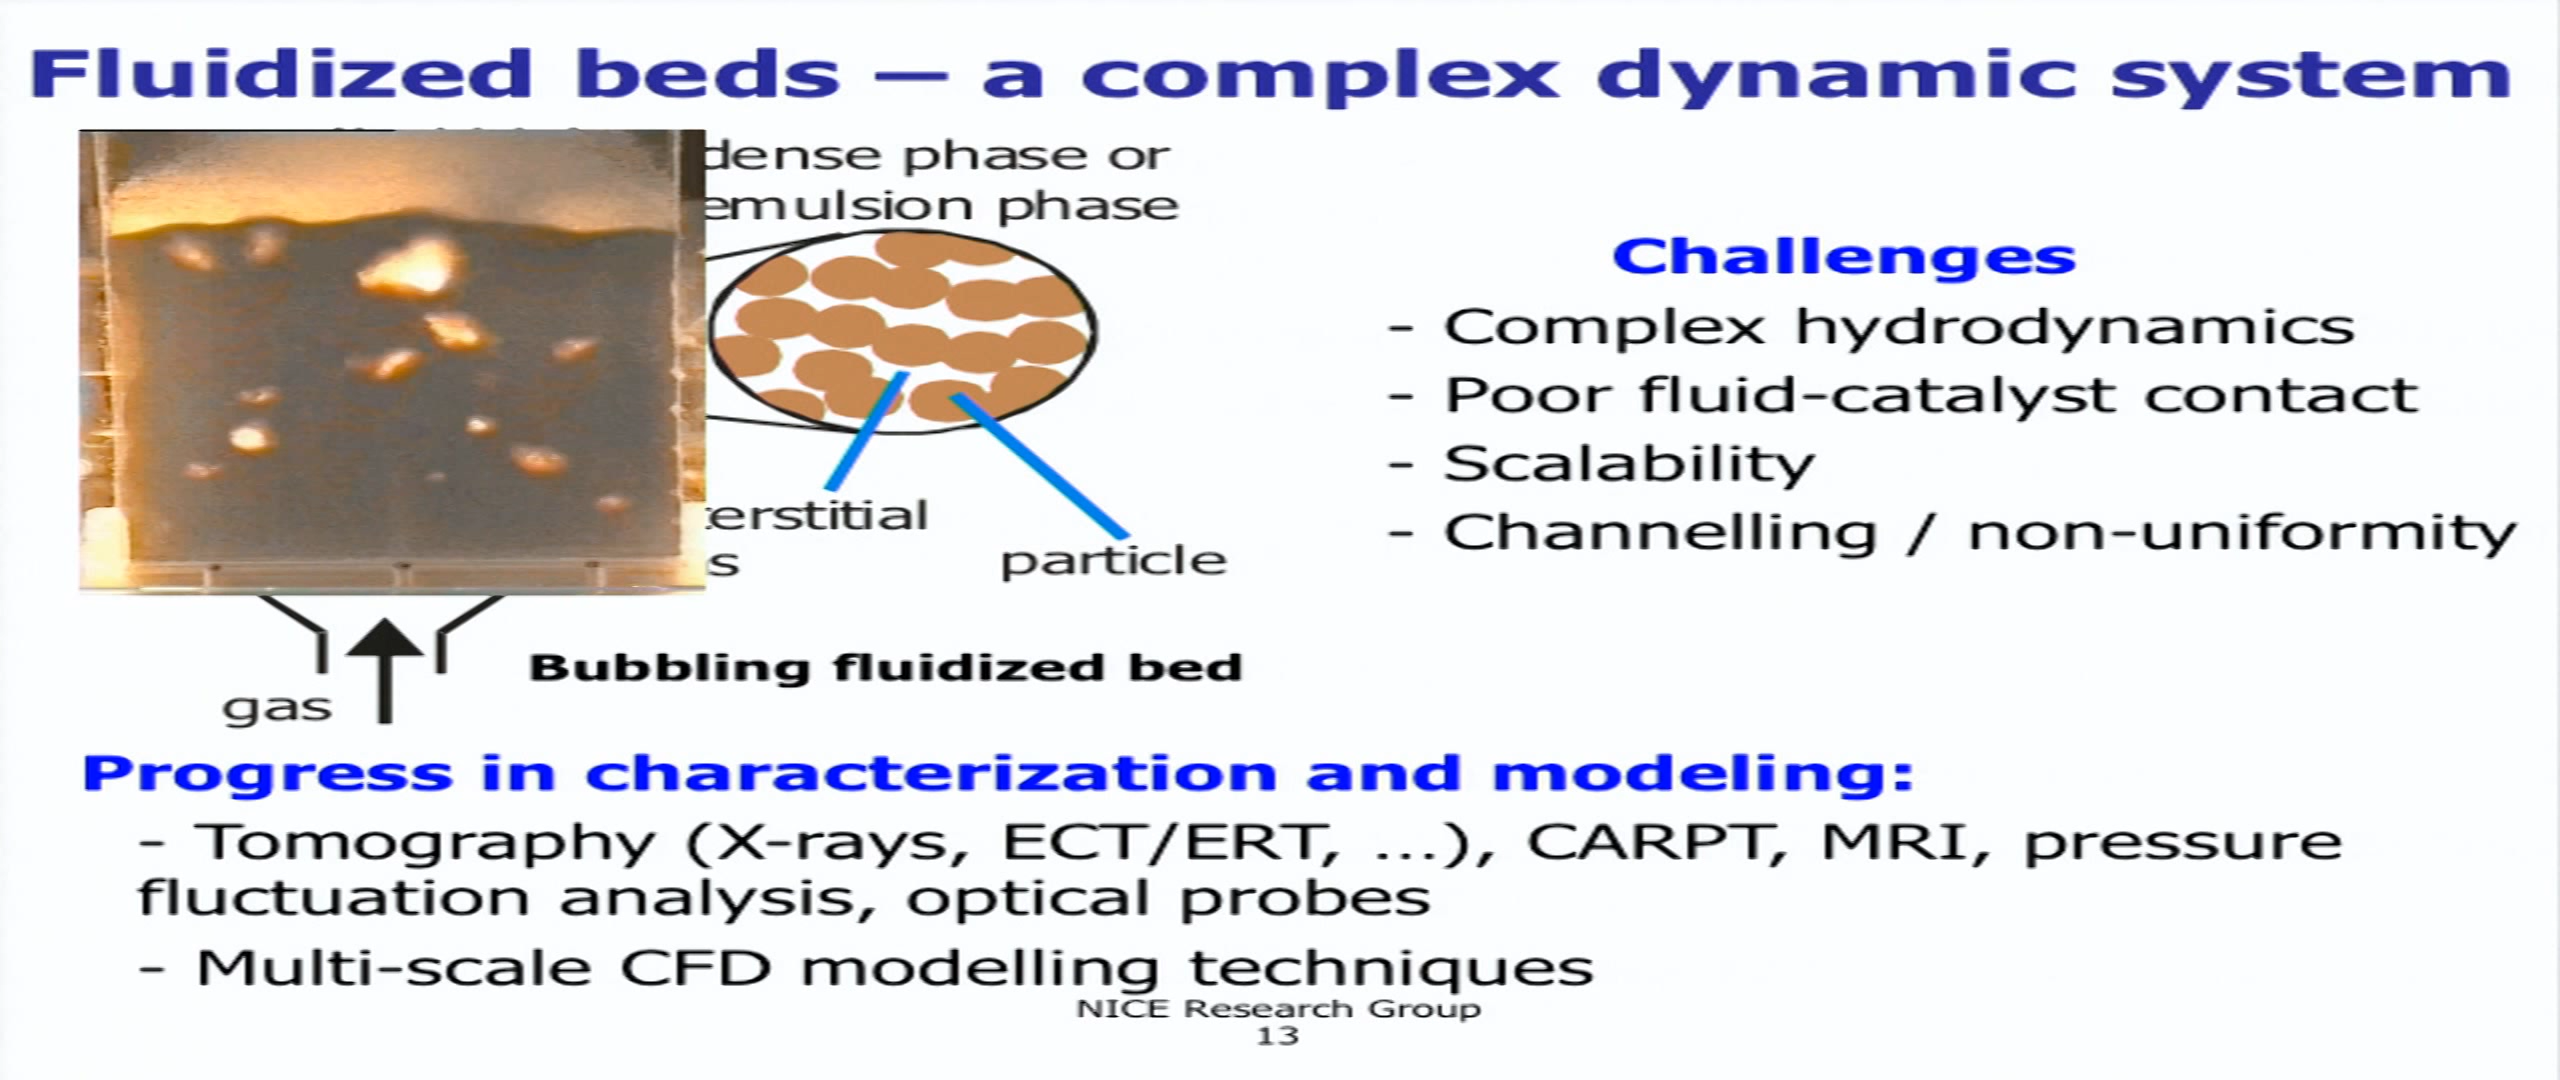 Fluidized beds – a complex dynamic system
dense phase or
emulsion phase
particle
gas
Bubbling fluidized bed
Challenges
- Complex hydrodynamics
- Poor fluid-catalyst contact
- Scalability
- Channelling / non-uniformity
Progress in characterization and modeling:
- Tomography (X-rays, ECT/ERT, ...), CARPT, MRI, pressure
fluctuation analysis, optical probes
- Multi-scale CFD modelling techniques
NICE Research Group
13